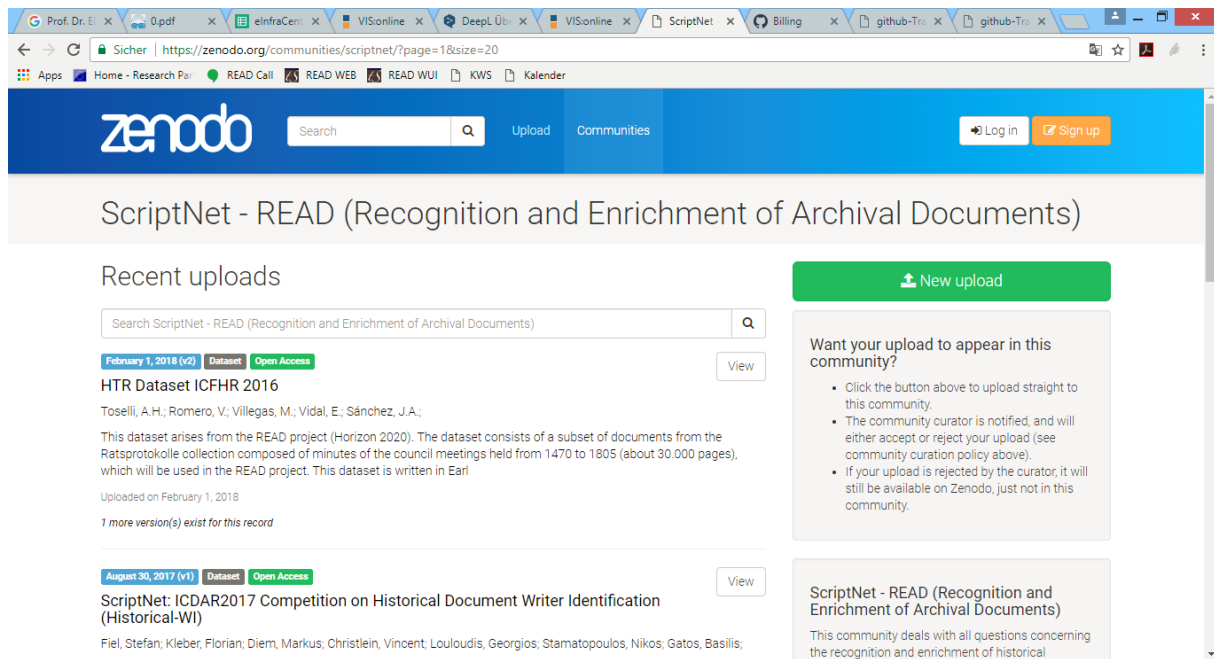 Prof. Dr. El
0.pdf
eInfraCent
VIS:online
DeepL Üb
VIS:online
ScriptNet -
Billing
github-Tra
github-Tra
Sicher | https://zenodo.org/communities/scriptnet/?page=1&size=20
Apps Home - Research Par READ Call READ WEB READ WUI KWS Kalender
zenodo Search Upload Communities Log in Sign up
ScriptNet - READ (Recognition and Enrichment of Archival Documents)
Recent uploads
Search ScriptNet - READ (Recognition and Enrichment of Archival Documents)
February 1, 2018 (v2) Dataset Open Access View
HTR Dataset ICFHR 2016
Toselli, A.H.; Romero, V.; Villegas, M.; Vidal, E.; Sánchez, J.A.;
This dataset arises from the READ project (Horizon 2020). The dataset consists of a subset of documents from the
Ratsprotokolle collection composed of minutes of the council meetings held from 1470 to 1805 (about 30.000 pages),
which will be used in the READ project. This dataset is written in Earl
Uploaded on February 1, 2018
1 more version(s) exist for this record
August 30, 2017 (v1) Dataset Open Access View
ScriptNet: ICDAR2017 Competition on Historical Document Writer Identification
(Historical-WI)
Fiel, Stefan; Kleber, Florian; Diem, Markus; Christlein, Vincent; Louloudis, Georgios; Stamatopoulos, Nikos; Gatos, Basilis;
New upload
Want your upload to appear in this
community?
• Click the button above to upload straight to
this community.
• The community curator is notified, and will
either accept or reject your upload (see
community curation policy above).
• If your upload is rejected by the curator, it will
still be available on Zenodo, just not in this
community.
ScriptNet - READ (Recognition and
Enrichment of Archival Documents)
This community deals with all questions concerning
the recognition and enrichment of historical